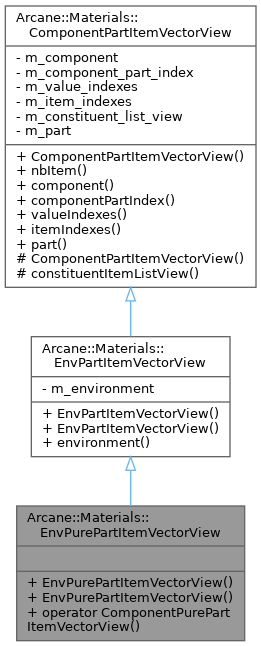 Arcane::Materials::
ComponentPartItemVectorView
- m_component
- m_component_part_index
- m_value_indexes
- m_item_indexes
- m_constituent_list_view
- m_part
+ ComponentPartItemVectorView()
+ nbItem()
+ component()
+ componentPartIndex()
+ valueIndexes()
+ itemIndexes()
+ part()
# ComponentPartItemVectorView()
# constituentItemListView()
Arcane::Materials::
EnvPartItemVectorView
- m_environment
+ EnvPartItemVectorView()
+ EnvPartItemVectorView()
+ environment()
Arcane::Materials::
EnvPurePartItemVectorView
+ EnvPurePartItemVectorView()
+ EnvPurePartItemVectorView()
+ operator ComponentPurePart
ItemVectorView()